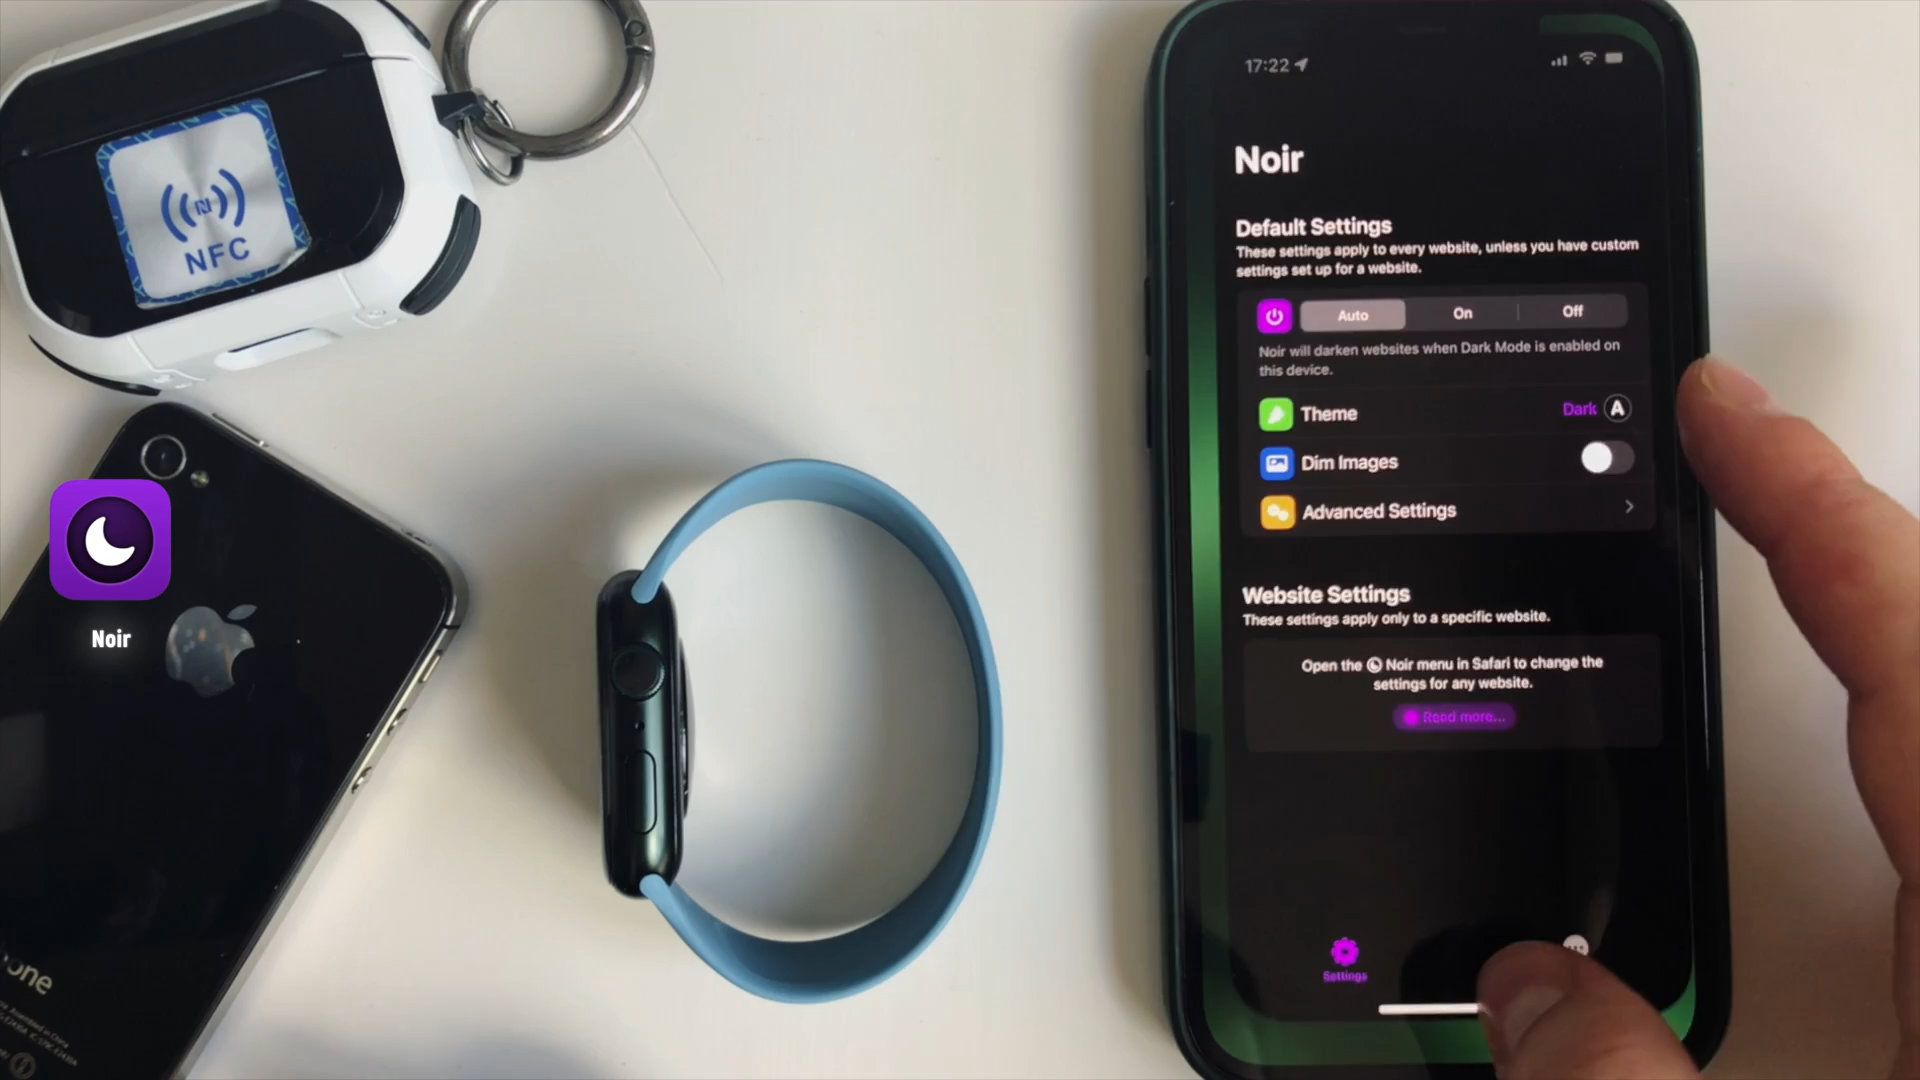 NFC
Noir
one
17:22
Noir
Default Settings
These settings apply to every website, unless you have custom
settings set up for a website.
Auto On Off
Noir will darken websites when Dark Mode is enabled on
this device.
Theme Dark A
Dim Images
Advanced Settings
Website Settings
These settings apply only to a specific website.
Open the Noir menu in Safari to change the
settings for any website.
Read more...
Settings